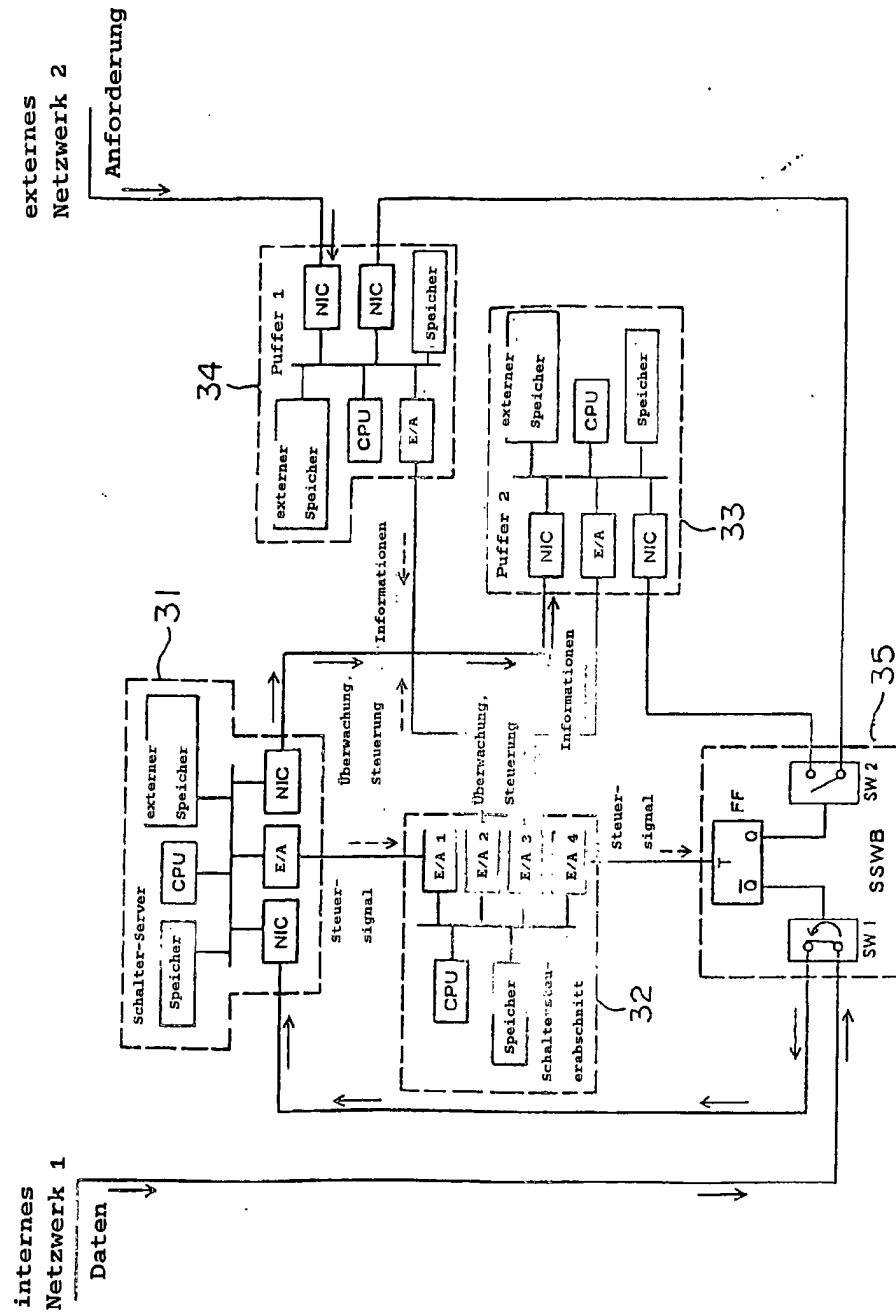 internes
Netzwerk 1
Daten
externes
Netzwerk 2
Anforderung
31
Schalter-Server
Speicher
CPU
externer
Speicher
NIC
E/A
NIC
34
Puffer 1
externer
Speicher
CPU
E/A
NIC
NIC
Speicher
Überwachung,
Steuerung
Informationen
Steuer-
signal
E/A 1
E/A 2
E/A 3
E/A 4
CPU
Speicher
Schaltersteu-
erabschnitt
32
Überwachung,
Steuerung
Informationen
Puffer 2
externer
Speicher
CPU
Speicher
NIC
E/A
NIC
33
Steuer-
signal
35
FF
T
Q
Q
SW 1
SW 2
SSWB